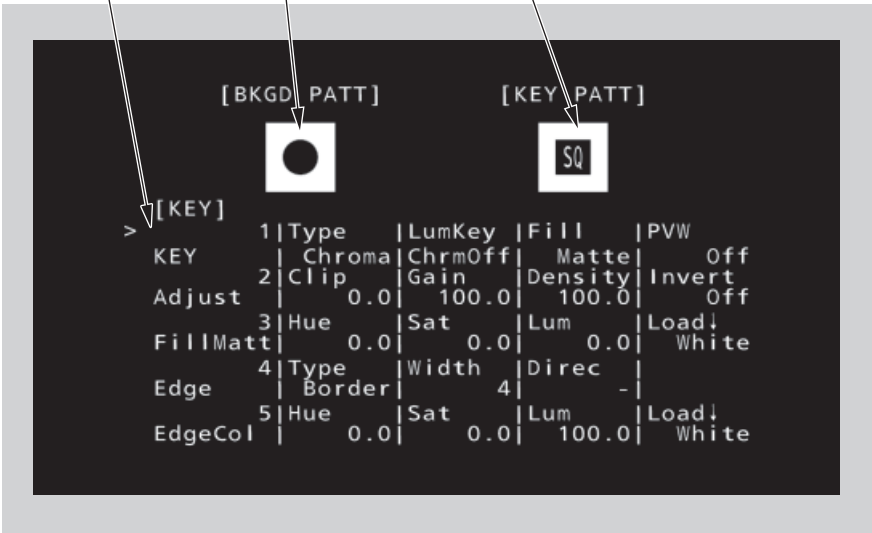 [BKGD PATT] [KEY PATT]
SQ
[KEY]
> 1|Type |LumKey |Fill |PVW
KEY | Chroma|ChrmOff| Matte| Off
2|Clip |Gain |Density|Invert
Adjust | 0.0| 100.0| 100.0| Off
3|Hue |Sat |Lum |Load↓
FillMatt| 0.0| 0.0| 0.0| White
4|Type |Width |Direc |
Edge | Border| 4| -|
5|Hue |Sat |Lum |Load↓
EdgeCol | 0.0| 0.0| 100.0| White